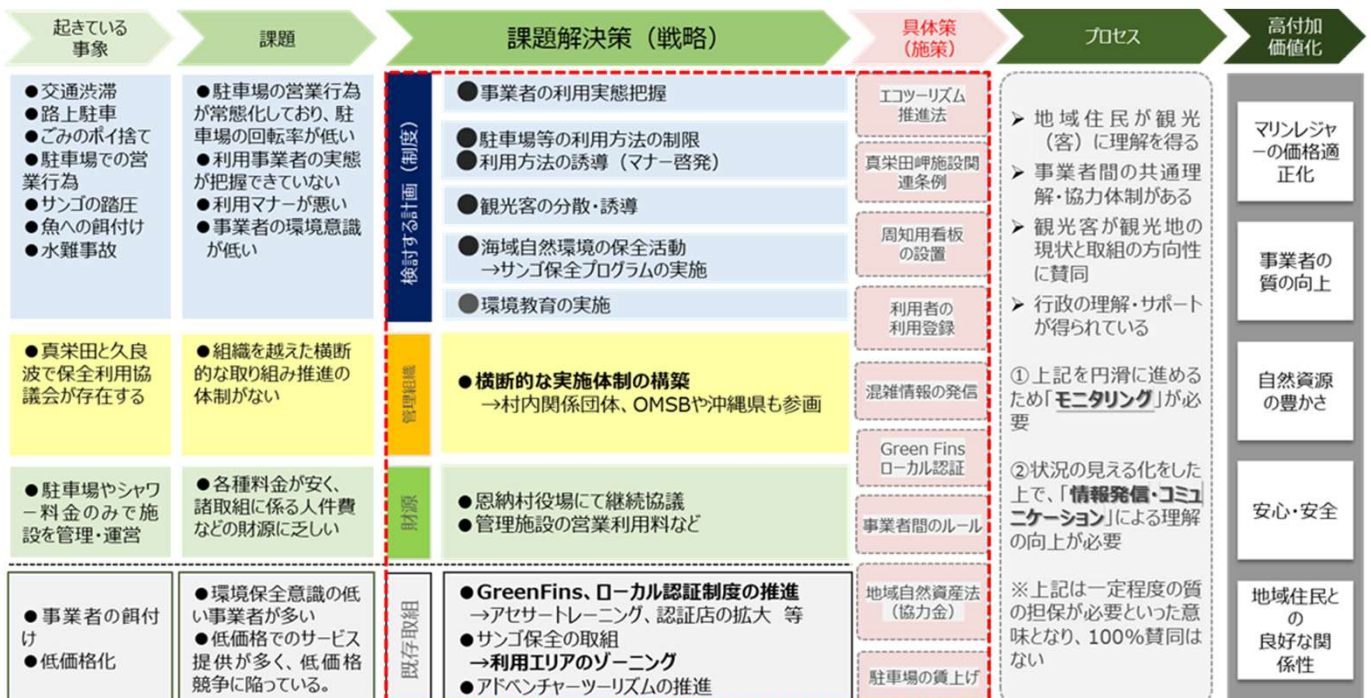 起きている
事象
課題
課題解決策（戦略）
具体策
（施策）
プロセス
高付加
価値化
●交通渋滞
●路上駐車
●ごみのポイ捨て
●駐車場での営
業行為
●サンゴの踏圧
●魚への餌付け
●水難事故
●駐車場の営業行為
が常態化しており、駐
車場の回転率が低い
●利用事業者の実態
が把握できていない
●利用マナーが悪い
●事業者の環境意識
が低い
検討する計画（制度）
●事業者の利用実態把握
●駐車場等の利用方法の制限
●利用方法の誘導（マナー啓発）
●観光客の分散・誘導
●海域自然環境の保全活動
→サンゴ保全プログラムの実施
●環境教育の実施
●真栄田と久良
波で保全利用協
議会が存在する
●組織を越えた横断
的な取り組み推進の
体制がない
管理組織
●横断的な実施体制の構築
→村内関係団体、OMSBや沖縄県も参画
●駐車場やシャワ
ー料金のみで施
設を管理・運営
●各種料金が安く、
諸取組に係る人件費
などの財源に乏しい
財源
●恩納村役場にて継続協議
●管理施設の営業利用料など
●事業者の餌付
け
●低価格化
●環境保全意識の低
い事業者が多い
●低価格でのサービス
提供が多く、低価格
競争に陥っている。
既存取組
●GreenFins、ローカル認証制度の推進
→アセサートレーニング、認証店の拡大 等
●サンゴ保全の取組
→利用エリアのゾーニング
●アドベンチャーツーリズムの推進
エコツーリズム
推進法
真栄田岬施設関
連条例
周知用看板
の設置
利用者の
利用登録
混雑情報の発信
Green Fins
ローカル認証
事業者間のルール
地域自然資産法
（協力金）
駐車場の賃上げ
➢ 地域住民が観光
（客）に理解を得る
➢ 事業者間の共通理
解・協力体制がある
➢ 観光客が観光地の
現状と取組の方向性
に賛同
➢ 行政の理解・サポート
が得られている
①上記を円滑に進める
ため「モニタリング」が必
要
②状況の見える化をした
上で、「情報発信・コミュ
ニケーション」による理解
の向上が必要
※上記は一定程度の質
の担保が必要といった意
味となり、100％賛同は
ない
マリンレジャ
ーの価格適
正化
事業者の
質の向上
自然資源
の豊かさ
安心・安全
地域住民と
の
良好な関
係性